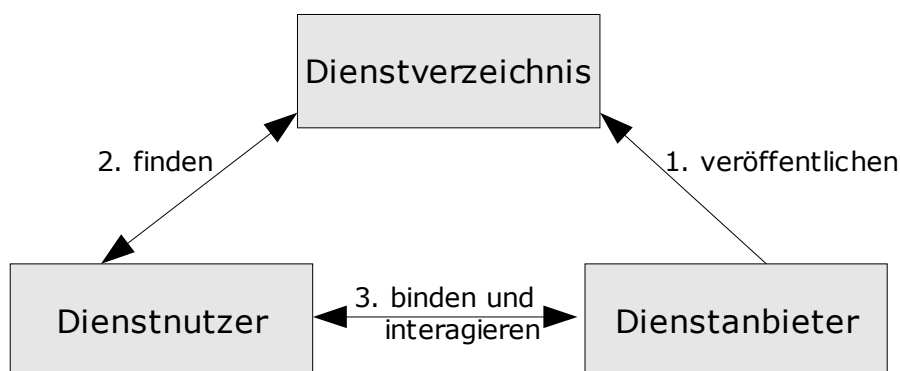 Dienstverzeichnis
2. finden
1. veröffentlichen
3. binden und
interagieren
Dienstnutzer
Dienstanbieter